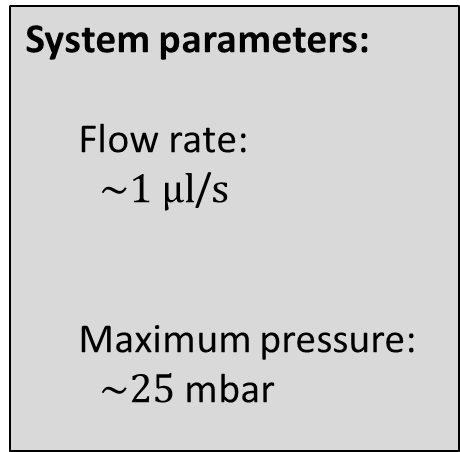 System parameters:
Flow rate:
~1 μl/s
Maximum pressure:
~25 mbar